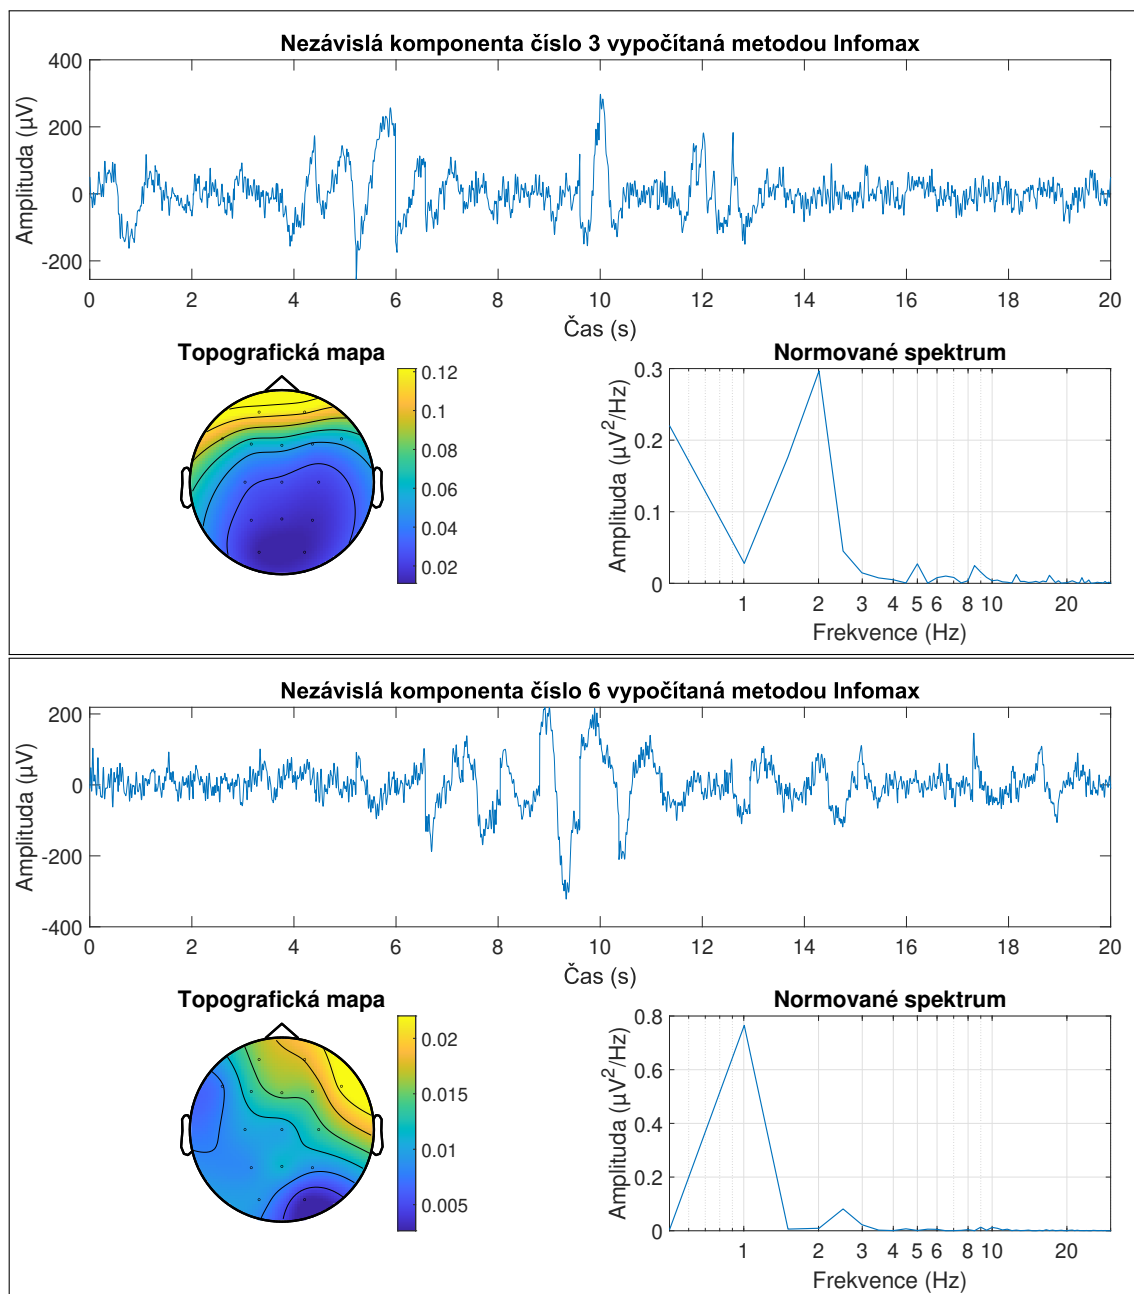 Nezávislá komponenta číslo 3 vypočítaná metodou Infomax
400
200
0
-200
Amplituda (µV)
0 2 4 6 8 10 12 14 16 18 20
Čas (s)
Topografická mapa
0.12
0.1
0.08
0.06
0.04
0.02
Normované spektrum
0.3
0.2
0.1
0
Amplituda (µV²/Hz)
1 2 3 4 5 6 8 10 20
Frekvence (Hz)
Nezávislá komponenta číslo 6 vypočítaná metodou Infomax
200
0
-200
-400
Amplituda (µV)
0 2 4 6 8 10 12 14 16 18 20
Čas (s)
Topografická mapa
0.02
0.015
0.01
0.005
Normované spektrum
0.8
0.6
0.4
0.2
0
Amplituda (µV²/Hz)
1 2 3 4 5 6 8 10 20
Frekvence (Hz)